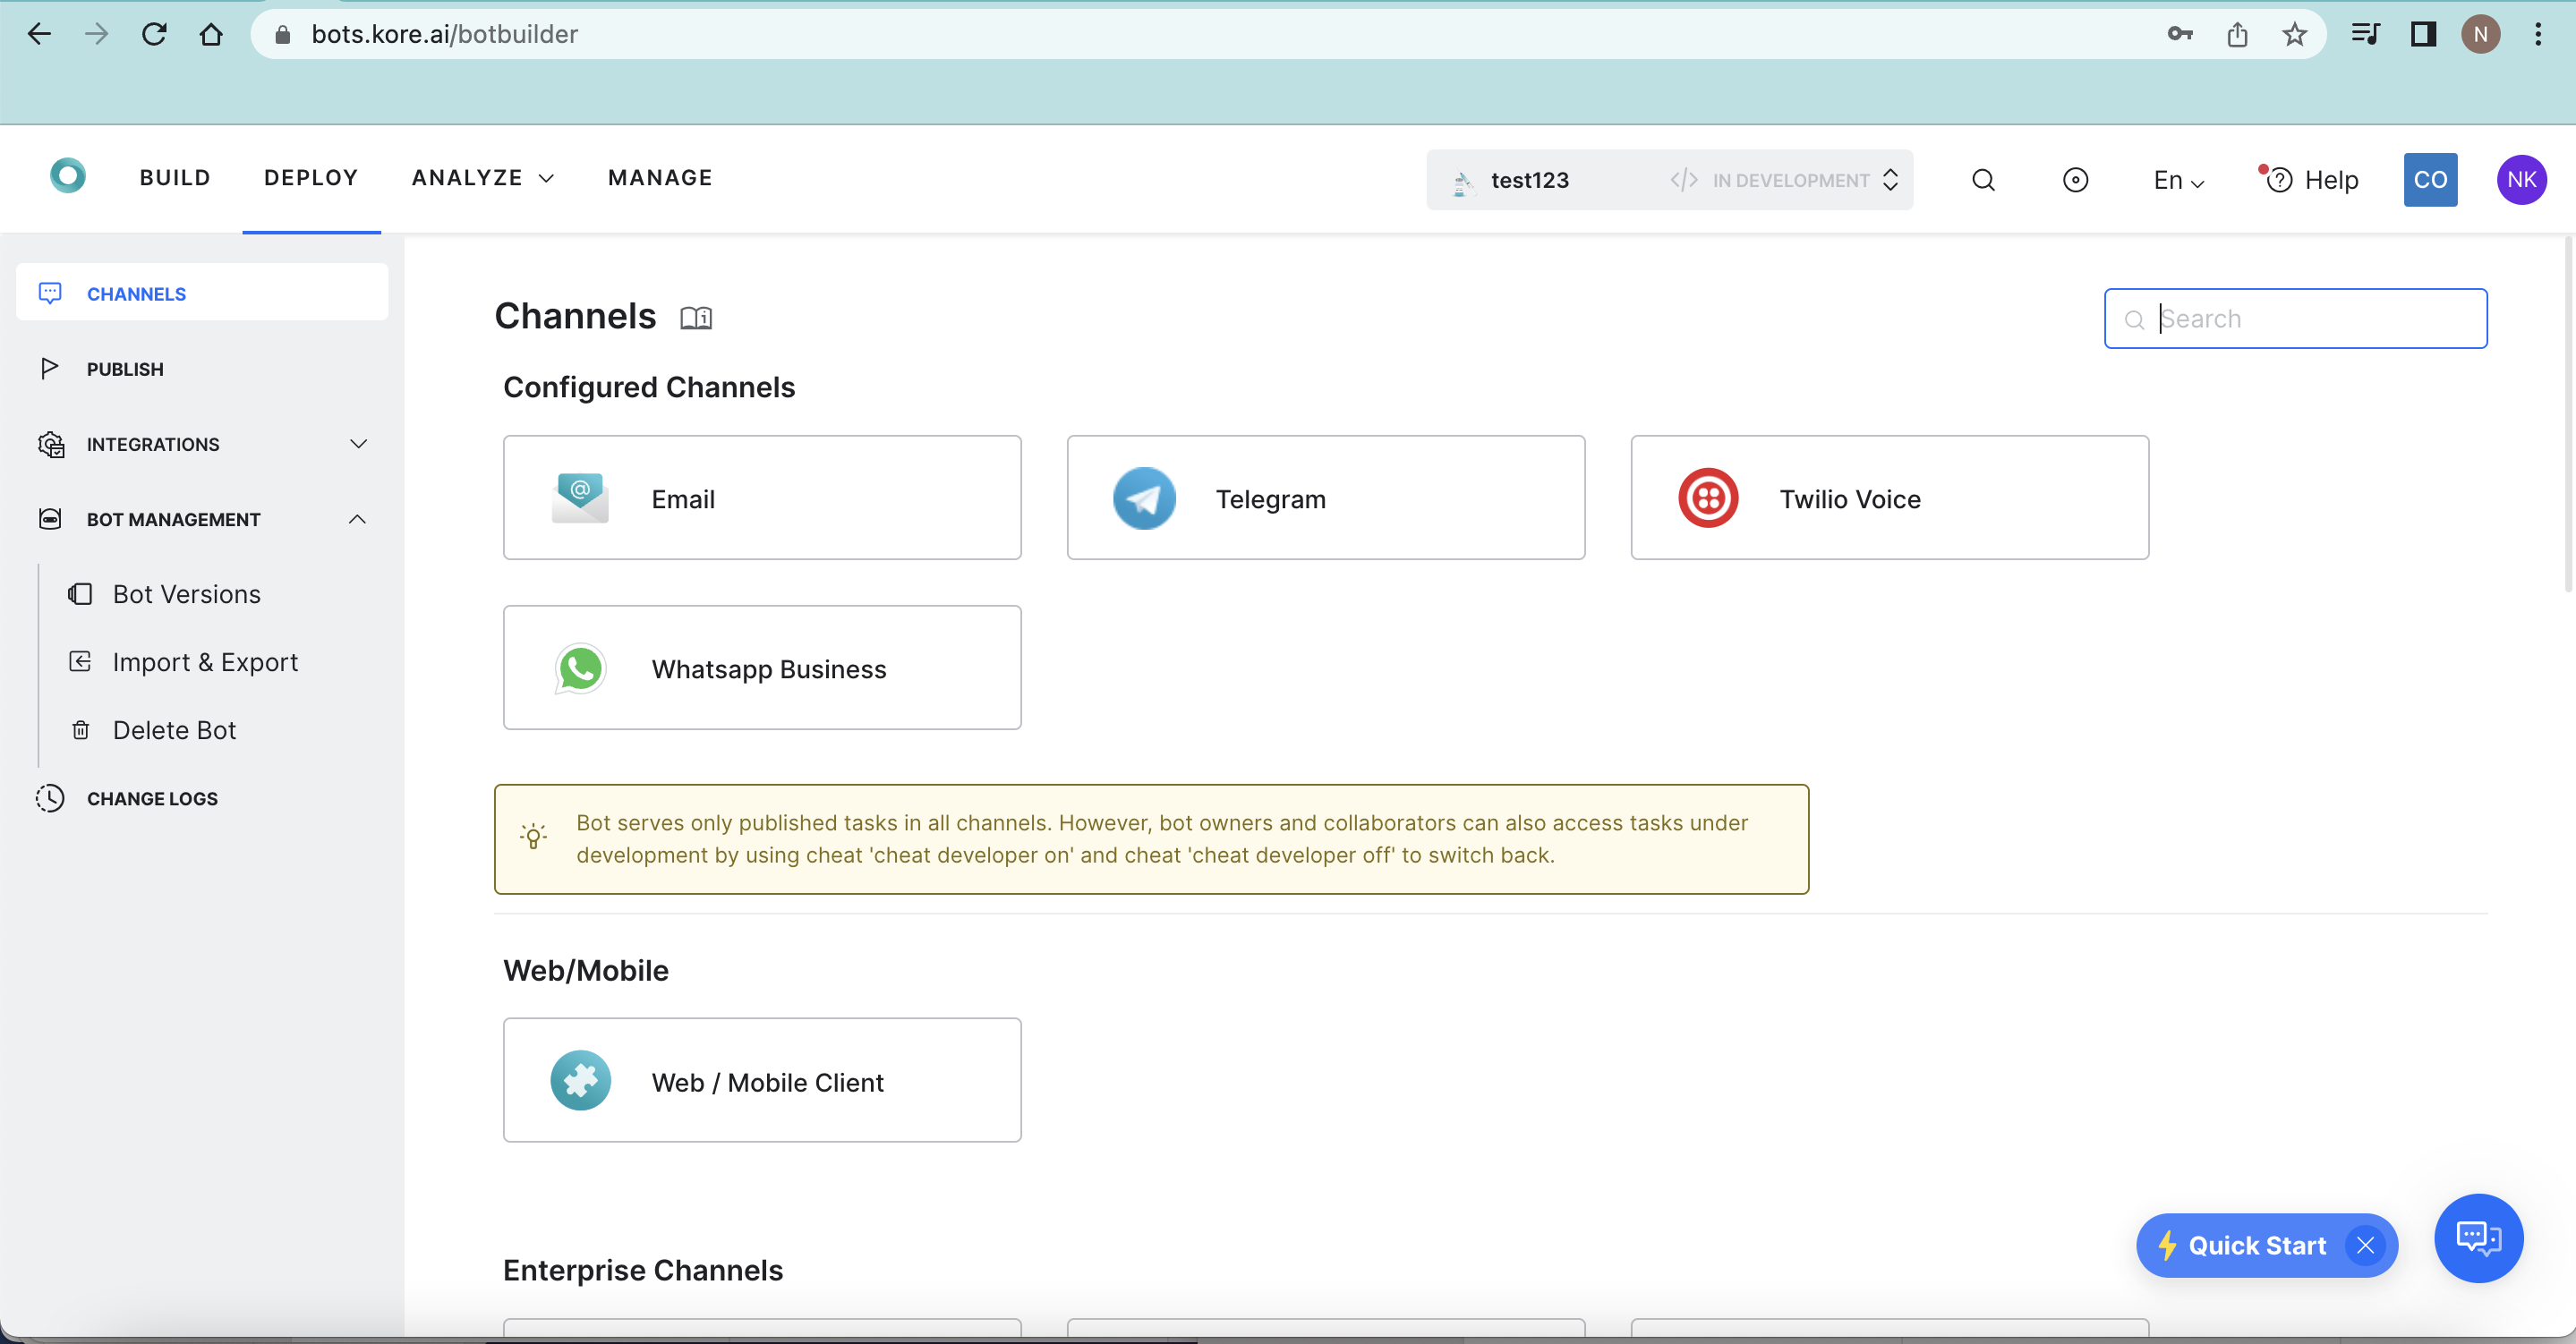 bots.kore.ai/botbuilder
N
BUILD
DEPLOY
ANALYZE
MANAGE
test123
</> IN DEVELOPMENT
En
Help
CO
NK
CHANNELS
PUBLISH
INTEGRATIONS
BOT MANAGEMENT
Bot Versions
Import & Export
Delete Bot
CHANGE LOGS
Channels
Search
Configured Channels
Email
Telegram
Twilio Voice
Whatsapp Business
Bot serves only published tasks in all channels. However, bot owners and collaborators can also access tasks under
development by using cheat 'cheat developer on' and cheat 'cheat developer off' to switch back.
Web/Mobile
Web / Mobile Client
Enterprise Channels
Quick Start